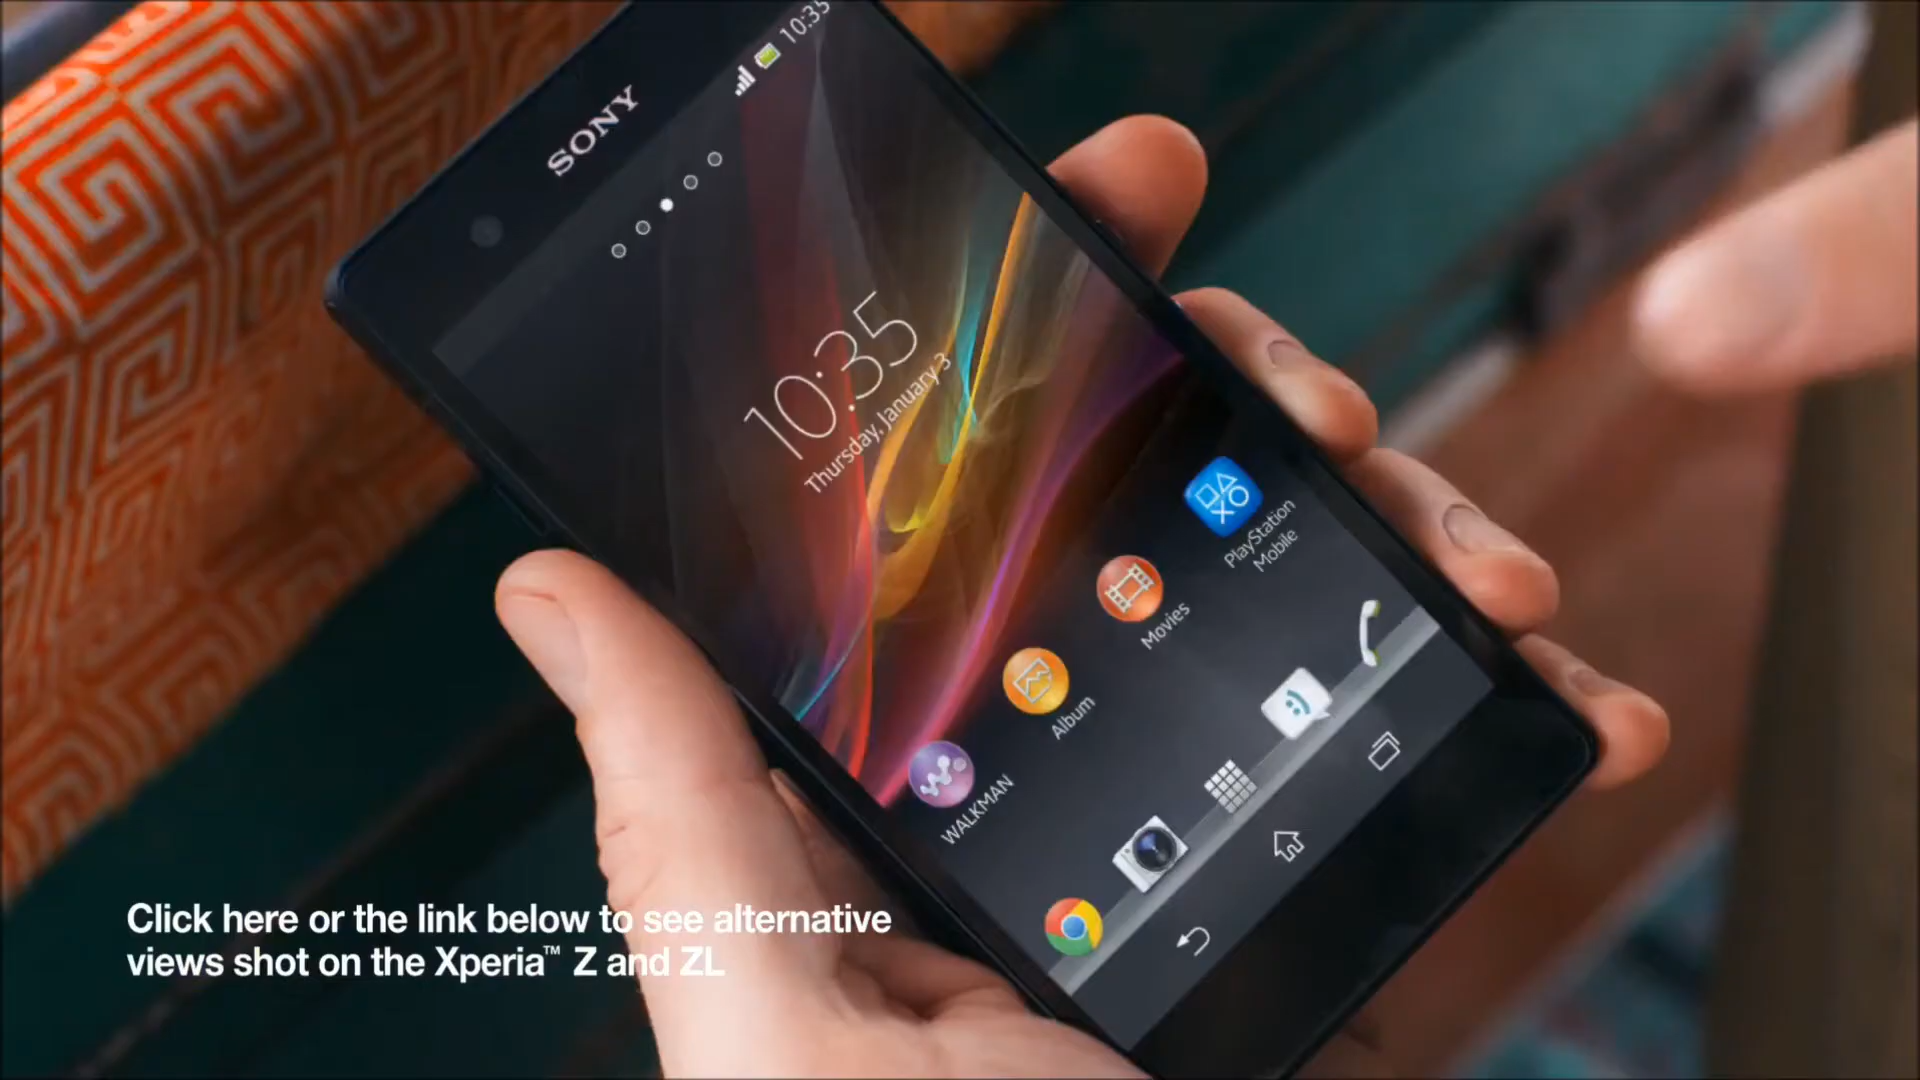 10:35
SONY
10:35
Thursday, January 3
PlayStation
Mobile
Movies
Album
WALKMAN
Click here or the link below to see alternative
views shot on the Xperia™ Z and ZL